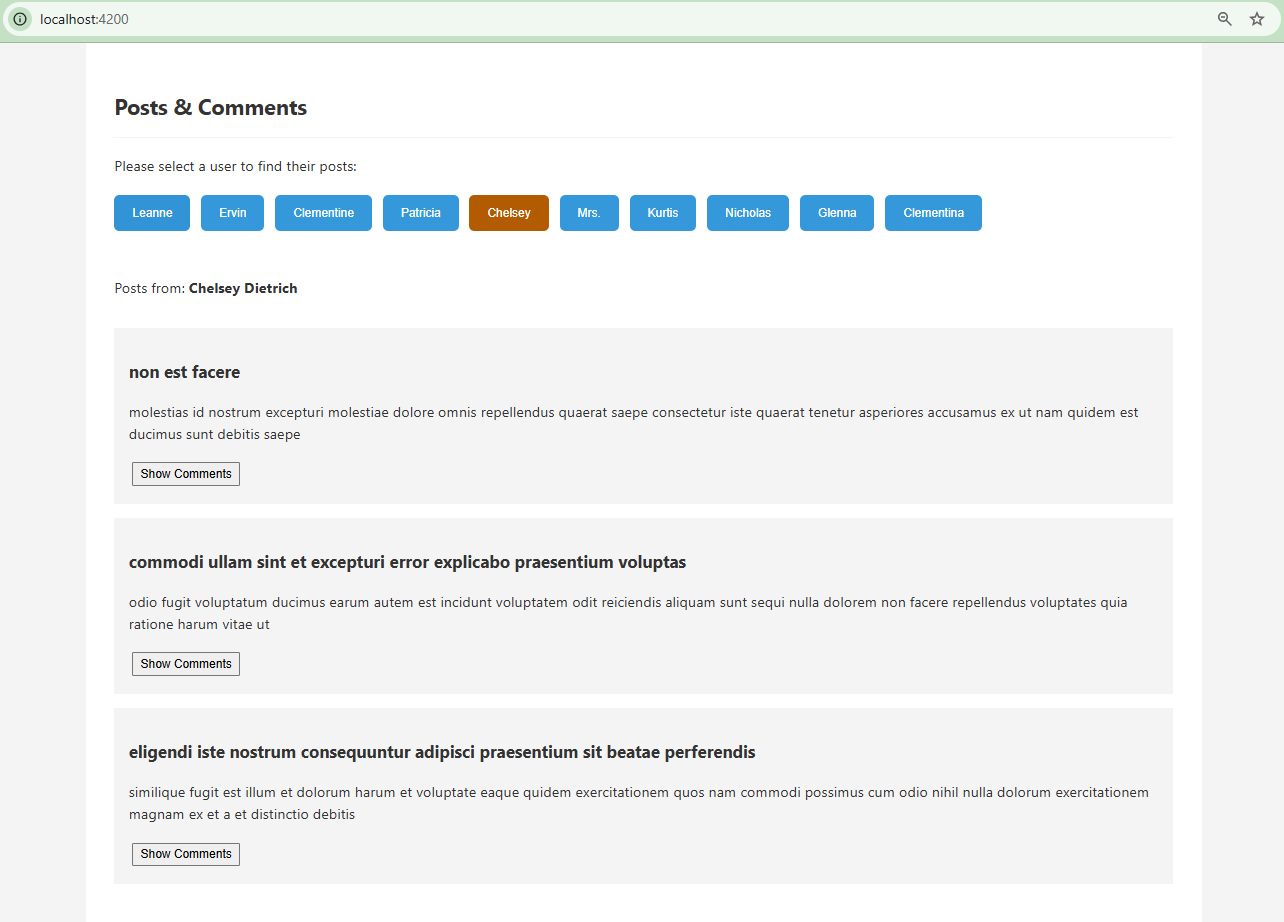 localhost:4200
Posts & Comments
Please select a user to find their posts:
Leanne Ervin Clementine Patricia Chelsey Mrs. Kurtis Nicholas Glenna Clementina
Posts from: Chelsey Dietrich
non est facere
molestias id nostrum excepturi molestiae dolore omnis repellendus quaerat saepe consectetur iste quaerat tenetur asperiores accusamus ex ut nam quidem est
ducimus sunt debitis saepe
Show Comments
commodi ullam sint et excepturi error explicabo praesentium voluptas
odio fugit voluptatum ducimus earum autem est incidunt voluptatem odit reiciendis aliquam sunt sequi nulla dolorem non facere repellendus voluptates quia
ratione harum vitae ut
Show Comments
eligendi iste nostrum consequuntur adipisci praesentium sit beatae perferendis
similique fugit est illum et dolorum harum et voluptate eaque quidem exercitationem quos nam commodi possimus cum odio nihil nulla dolorum exercitationem
magnam ex et a et distinctio debitis
Show Comments